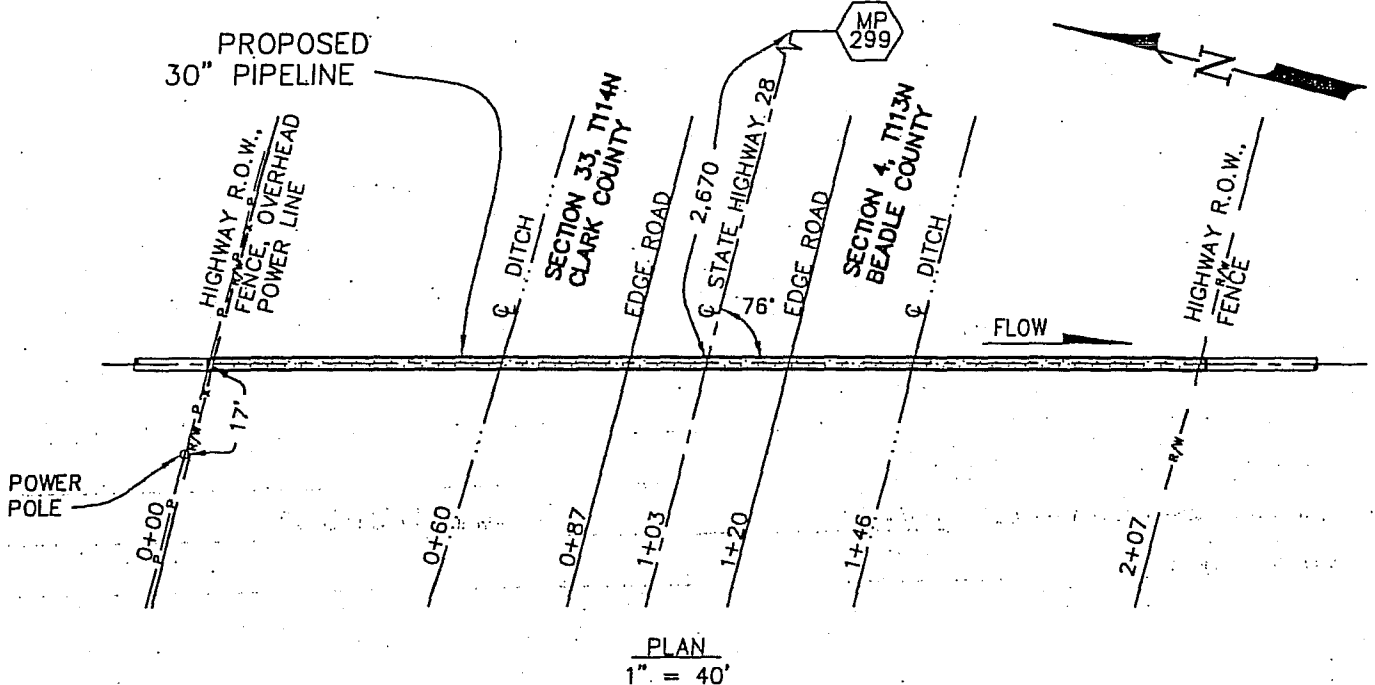 PROPOSED
30" PIPELINE
MP
299
N
HIGHWAY R.O.W.,
P R/W P X P
FENCE, OVERHEAD
POWER LINE
℄ DITCH
SECTION 33, T114N
CLARK COUNTY
EDGE ROAD
2,670
℄ STATE HIGHWAY 28
76°
EDGE ROAD
SECTION 4, T113N
BEADLE COUNTY
℄ DITCH
FLOW
HIGHWAY R.O.W.,
R/W
FENCE
R/W P X
17'
POWER
POLE
0+00
P P
0+60
0+87
1+03
1+20
1+46
2+07
R/W
PLAN
1" = 40'